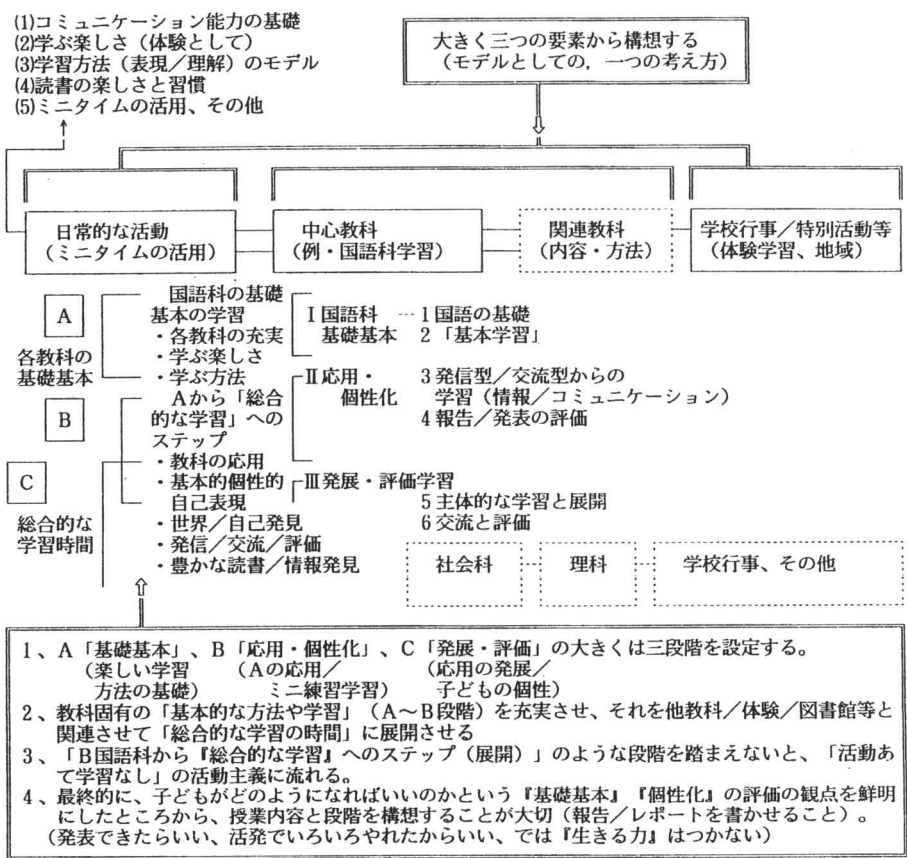 (1)コミュニケーション能力の基礎
(2)学ぶ楽しさ（体験として）
(3)学習方法（表現／理解）のモデル
(4)読書の楽しさと習慣
(5)ミニタイムの活用、その他
大きく三つの要素から構想する
（モデルとしての，一つの考え方）
日常的な活動
（ミニタイムの活用）
中心教科
（例・国語科学習）
関連教科
（内容・方法）
学校行事／特別活動等
（体験学習、地域）
A
各教科の
基礎基本
国語科の基礎
基本の学習
・各教科の充実
・学ぶ楽しさ
・学ぶ方法
B
Aから「総合
的な学習」への
ステップ
・教科の応用
・基本的個性的
自己表現
C
総合的な
学習時間
・世界／自己発見
・発信／交流／評価
・豊かな読書／情報発見
Ⅰ国語科
基礎基本
1 国語の基礎
2 「基本学習」
Ⅱ応用・
個性化
3 発信型／交流型からの
学習（情報／コミュニケーション）
4 報告／発表の評価
Ⅲ発展・評価学習
5 主体的な学習と展開
6 交流と評価
社会科
理科
学校行事、その他
1、A「基礎基本」、B「応用・個性化」、C「発展・評価」の大きくは三段階を設定する。
（楽しい学習　（Aの応用／　（応用の発展／
方法の基礎）　ミニ練習学習）　子どもの個性）
2、教科固有の「基本的な方法や学習」（A～B段階）を充実させ、それを他教科／体験／図書館等と
関連させて「総合的な学習の時間」に展開させる
3、「B国語科から『総合的な学習』へのステップ（展開）」のような段階を踏まえないと、「活動あ
て学習なし」の活動主義に流れる。
4、最終的に、子どもがどのようになればいいのかという『基礎基本』『個性化』の評価の観点を鮮明
にしたところから、授業内容と段階を構想することが大切（報告／レポートを書かせること）。
（発表できたらいい、活発でいろいろやれたからいい、では『生きる力』はつかない）